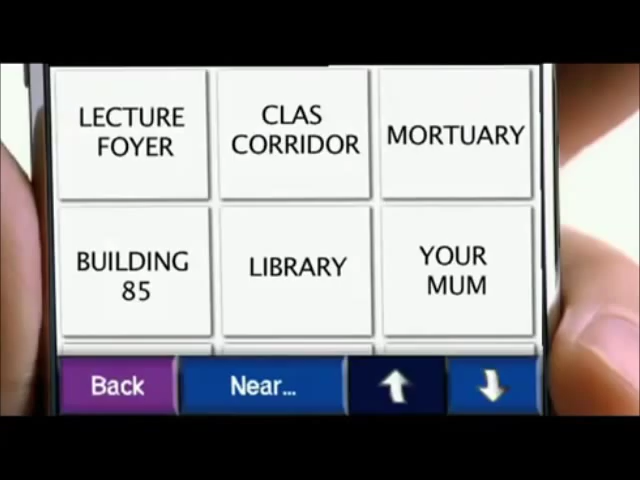 LECTURE
FOYER
CLAS
CORRIDOR
MORTUARY
BUILDING
85
LIBRARY
YOUR
MUM
Back
Near...